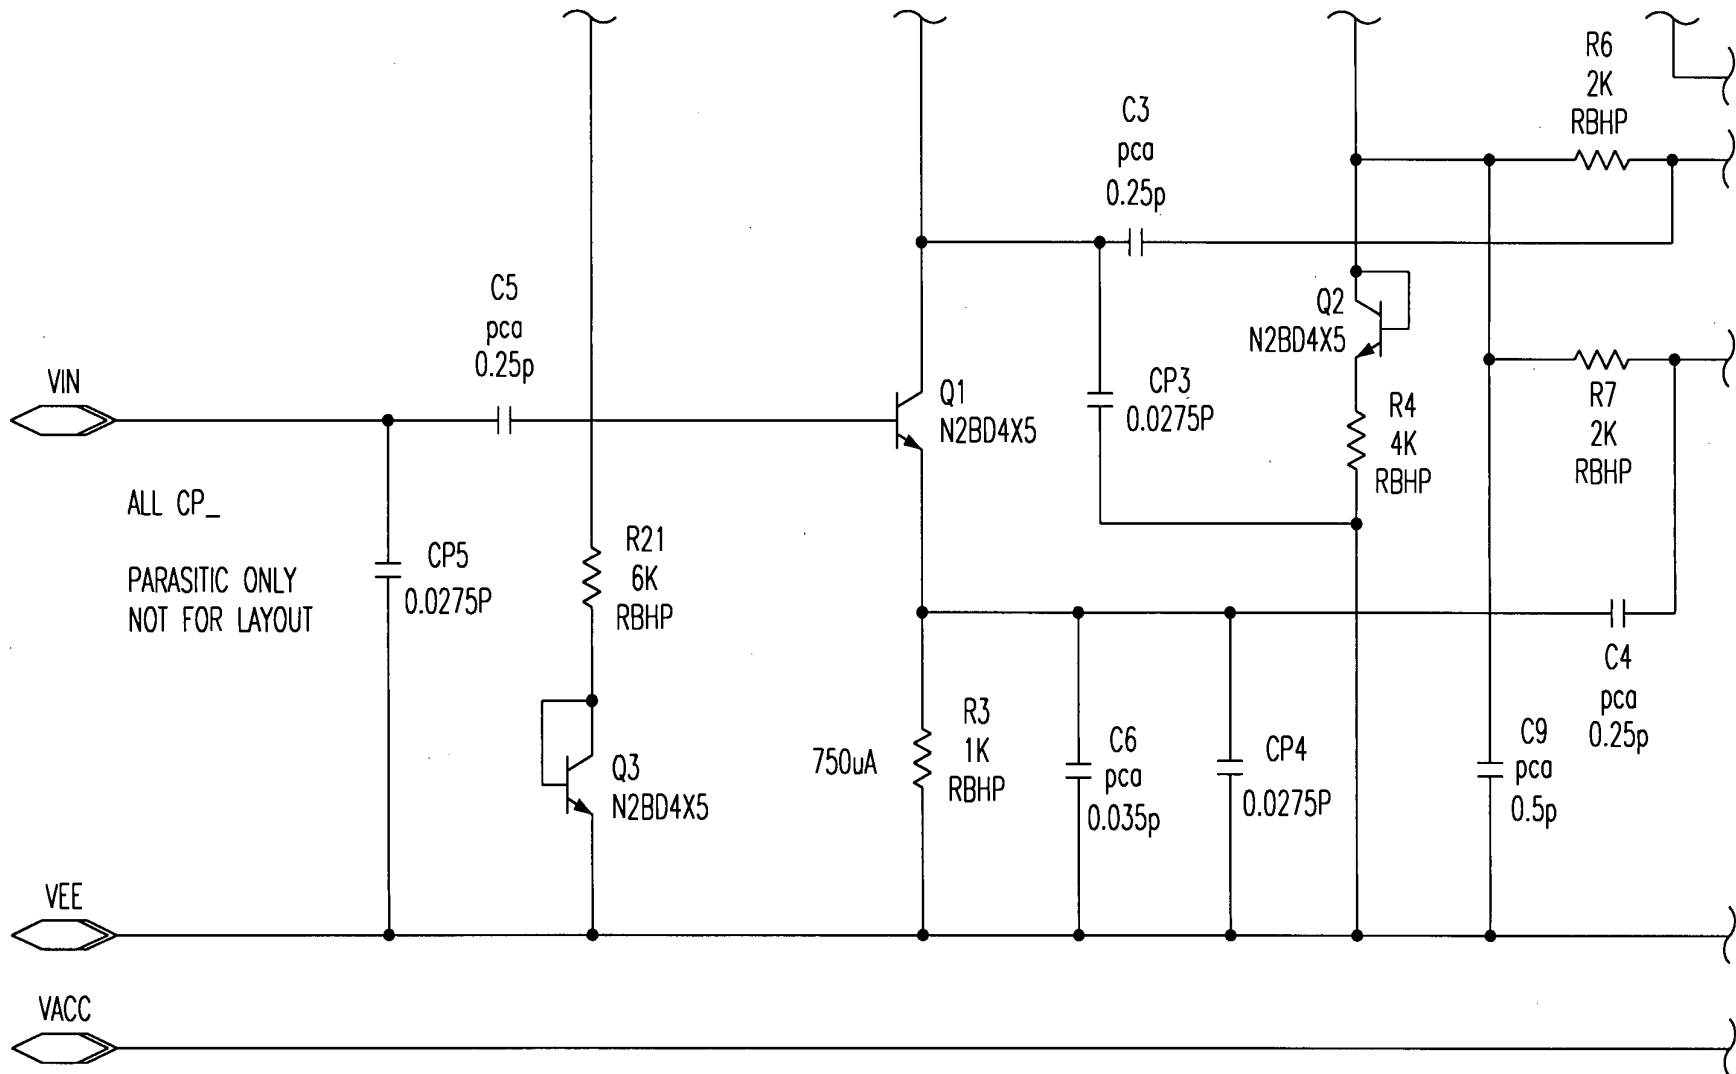 R6
2K
RBHP
C3
pca
0.25p
C5
pca
0.25p
Q2
N2BD4X5
VIN
Q1
N2BD4X5
CP3
0.0275P
R4
4K
RBHP
R7
2K
RBHP
ALL CP_
PARASITIC ONLY
NOT FOR LAYOUT
CP5
0.0275P
R21
6K
RBHP
Q3
N2BD4X5
750uA
R3
1K
RBHP
C6
pca
0.035p
CP4
0.0275P
C9
pca
0.5p
C4
pca
0.25p
VEE
VACC